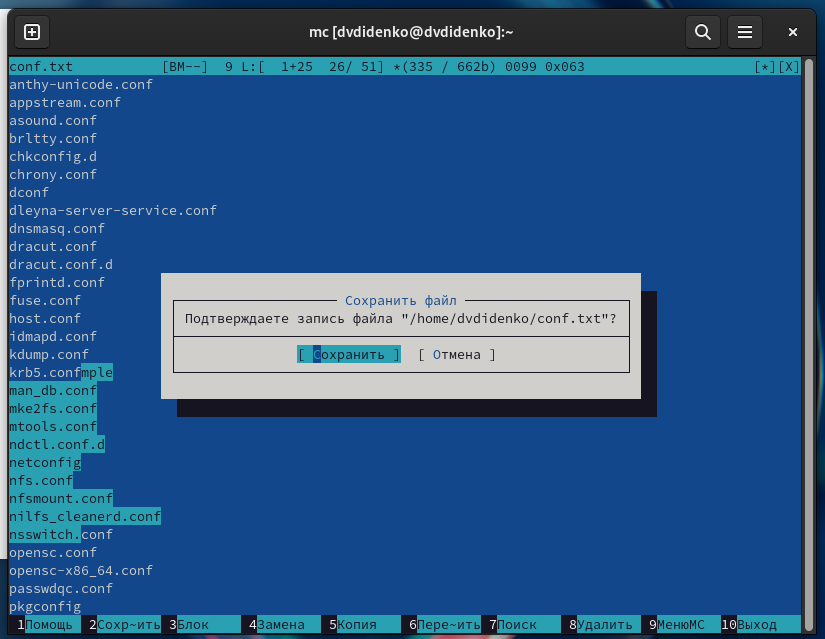 mc [dvdidenko@dvdidenko]:~
conf.txt [BM--] 9 L:[ 1+25 26/ 51] *(335 / 662b) 0099 0x063 [*][X]
anthy-unicode.conf
appstream.conf
asound.conf
brltty.conf
chkconfig.d
chrony.conf
dconf
dleyna-server-service.conf
dnsmasq.conf
dracut.conf
dracut.conf.d
fprintd.conf
fuse.conf
host.conf
idmapd.conf
kdump.conf
krb5.confmple
man_db.conf
mke2fs.conf
mtools.conf
ndctl.conf.d
netconfig
nfs.conf
nfsmount.conf
nilfs_cleanerd.conf
nsswitch.conf
opensc.conf
opensc-x86_64.conf
passwdqc.conf
pkgconfig
Сохранить файл
Подтверждаете запись файла "/home/dvdidenko/conf.txt"?
[ Сохранить ] [ Отмена ]
1Помощь 2Сохр~ить 3Блок 4Замена 5Копия 6Пере~ить 7Поиск 8Удалить 9МенюМС 10Выход